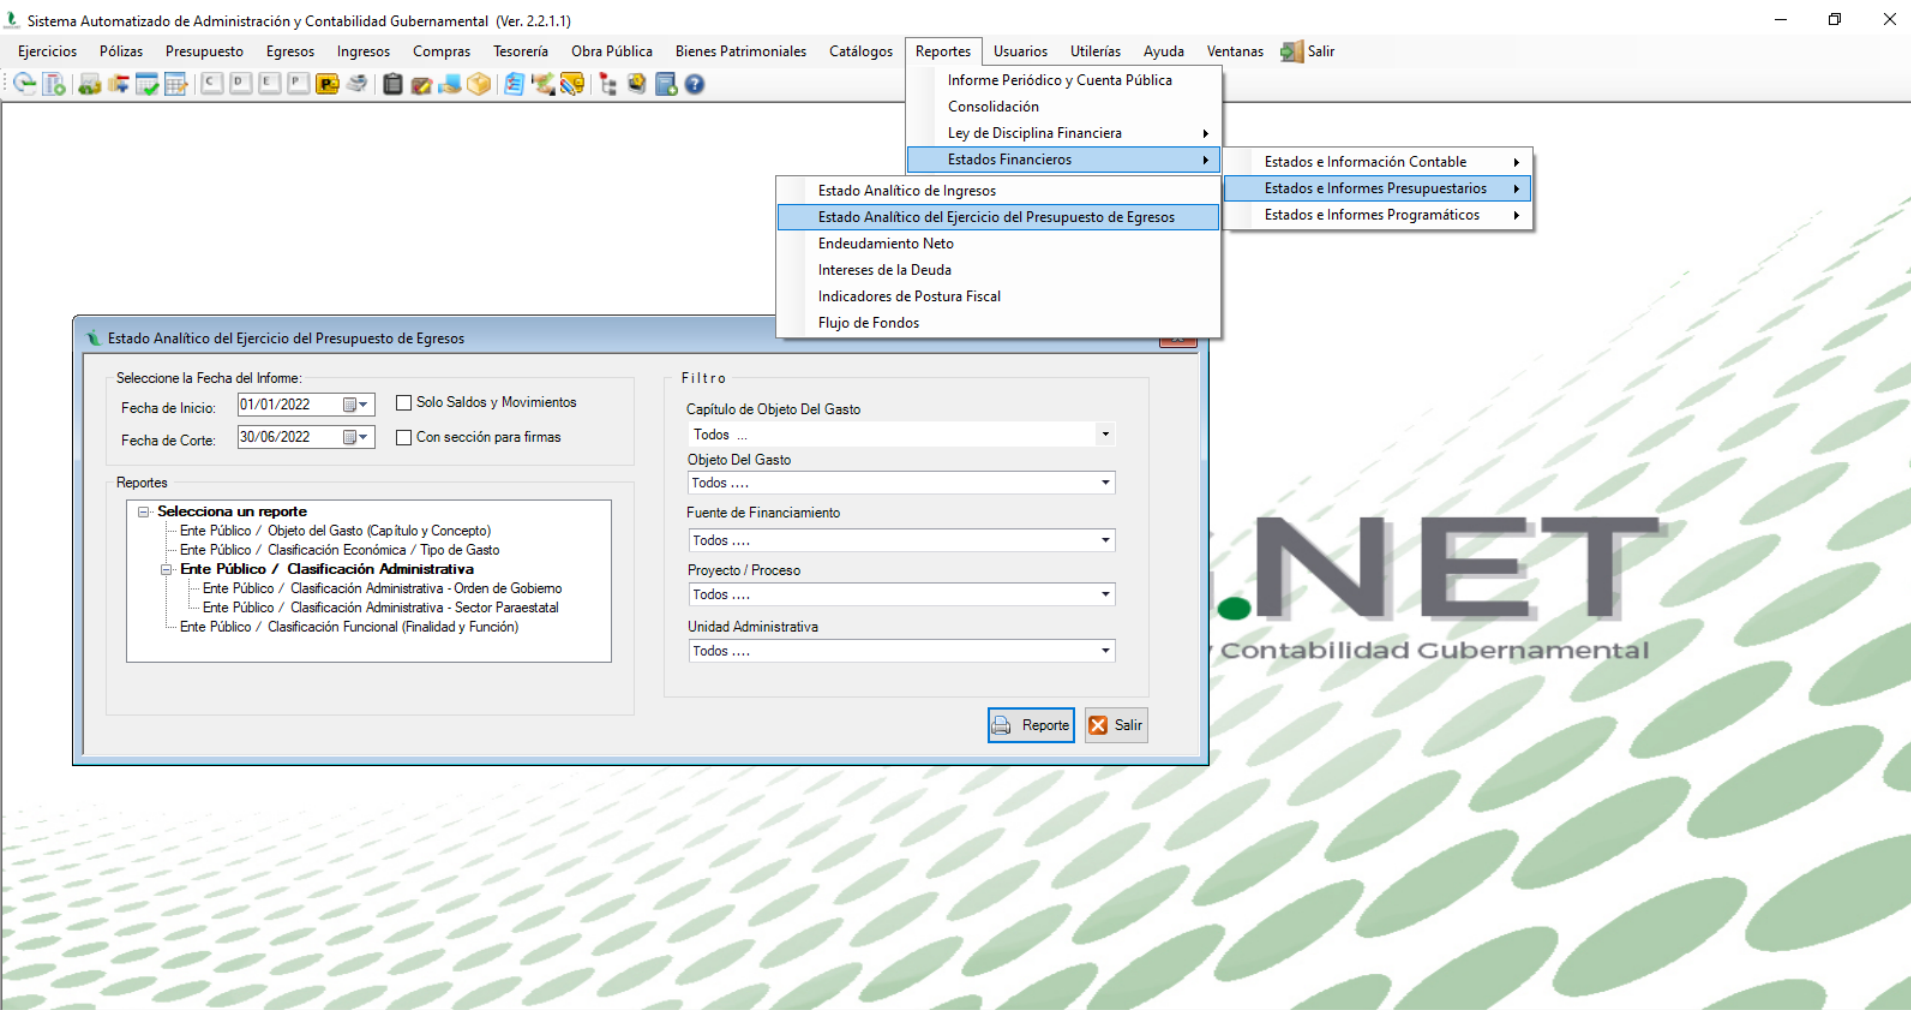 Sistema Automatizado de Administración y Contabilidad Gubernamental (Ver. 2.2.1.1)
Ejercicios Pólizas Presupuesto Egresos Ingresos Compras Tesorería Obra Pública Bienes Patrimoniales Catálogos Reportes Usuarios Utilerías Ayuda Ventanas Salir
C D E P
Informe Periódico y Cuenta Pública
Consolidación
Ley de Disciplina Financiera
Estados Financieros
Estados e Información Contable
Estados e Informes Presupuestarios
Estados e Informes Programáticos
Estado Analítico de Ingresos
Estado Analítico del Ejercicio del Presupuesto de Egresos
Endeudamiento Neto
Intereses de la Deuda
Indicadores de Postura Fiscal
Flujo de Fondos
Estado Analítico del Ejercicio del Presupuesto de Egresos
Seleccione la Fecha del Informe:
Fecha de Inicio: 01/01/2022 Solo Saldos y Movimientos
Fecha de Corte: 30/06/2022 Con sección para firmas
Reportes
Selecciona un reporte
Ente Público / Objeto del Gasto (Capítulo y Concepto)
Ente Público / Clasificación Económica / Tipo de Gasto
Ente Público / Clasificación Administrativa
Ente Público / Clasificación Administrativa - Orden de Gobierno
Ente Público / Clasificación Administrativa - Sector Paraestatal
Ente Público / Clasificación Funcional (Finalidad y Función)
Filtro
Capítulo de Objeto Del Gasto
Todos ...
Objeto Del Gasto
Todos ....
Fuente de Financiamiento
Todos ....
Proyecto / Proceso
Todos ....
Unidad Administrativa
Todos ....
Reporte Salir
.NET
y Contabilidad Gubernamental